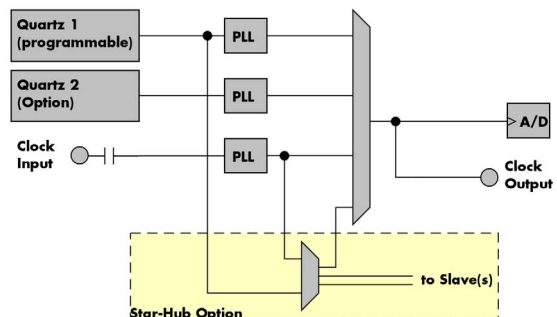 Quartz 1
(programmable)
PLL
Quartz 2
(Option)
PLL
A/D
Clock
Input
PLL
Clock
Output
to Slave(s)
Star-Hub Option